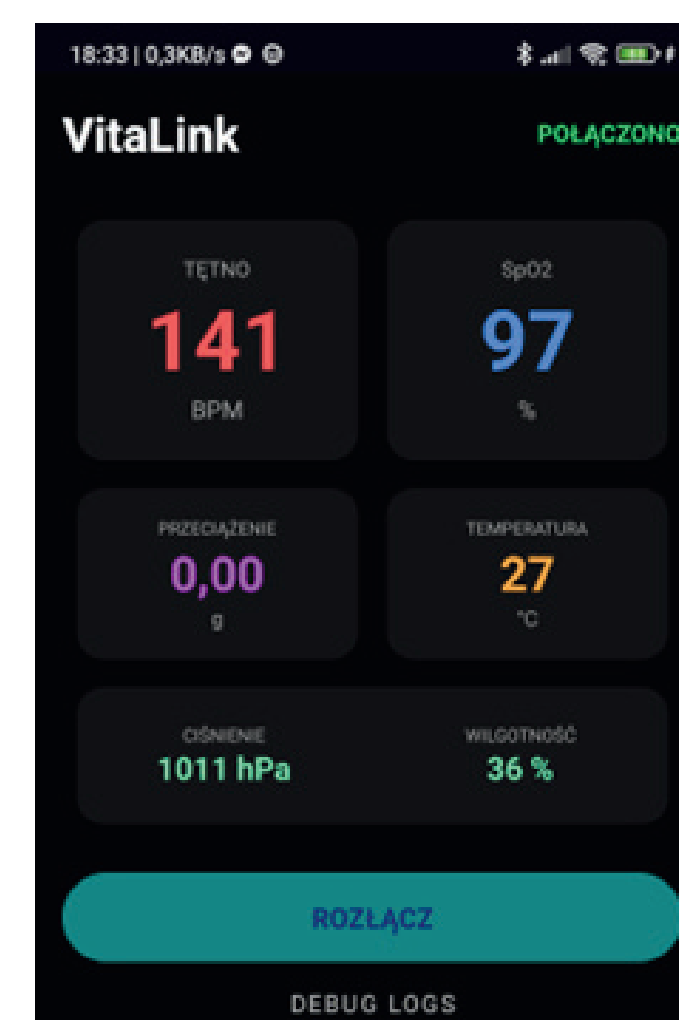 18:33 | 0,3KB/s
VitaLink
POŁĄCZONO
TĘTNO
141
BPM
SpO2
97
%
PRZECIĄŻENIE
0,00
g
TEMPERATURA
27
°C
CIŚNIENIE
1011 hPa
WILGOTNOŚĆ
36 %
ROZŁĄCZ
DEBUG LOGS